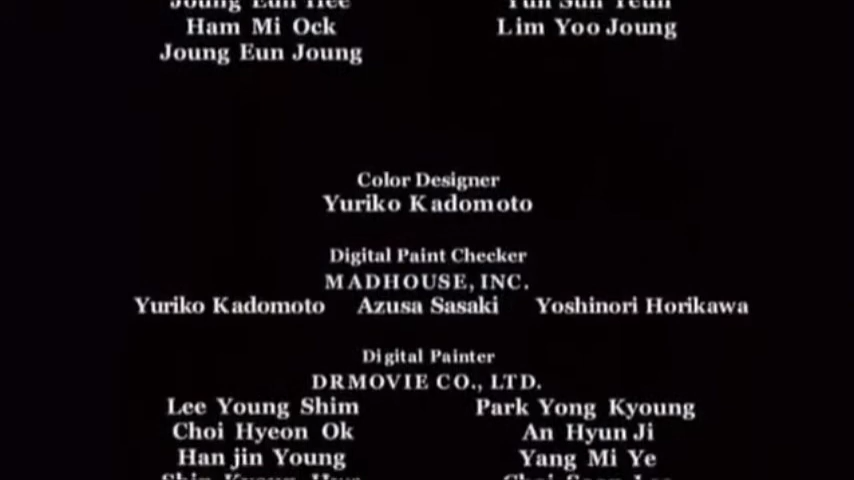 Joung Eun Hee Yun Sun Yeun
Ham Mi Ock Lim Yoo Joung
Joung Eun Joung
Color Designer
Yuriko Kadomoto
Digital Paint Checker
MADHOUSE, INC.
Yuriko Kadomoto Azusa Sasaki Yoshinori Horikawa
Digital Painter
DRMOVIE CO., LTD.
Lee Young Shim Park Yong Kyoung
Choi Hyeon Ok An Hyun Ji
Han jin Young Yang Mi Ye